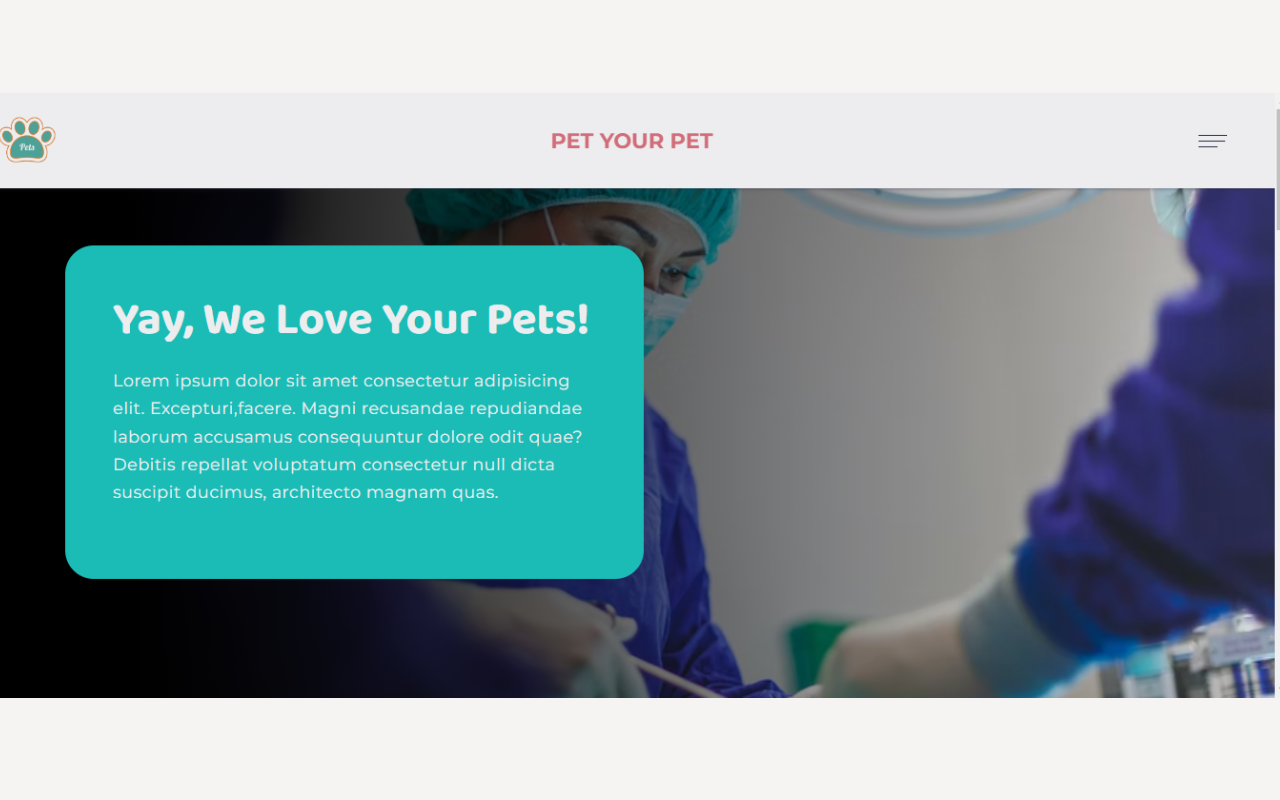 Pets
PET YOUR PET
Yay, We Love Your Pets!
Lorem ipsum dolor sit amet consectetur adipisicing
elit. Excepturi,facere. Magni recusandae repudiandae
laborum accusamus consequuntur dolore odit quae?
Debitis repellat voluptatum consectetur null dicta
suscipit ducimus, architecto magnam quas.